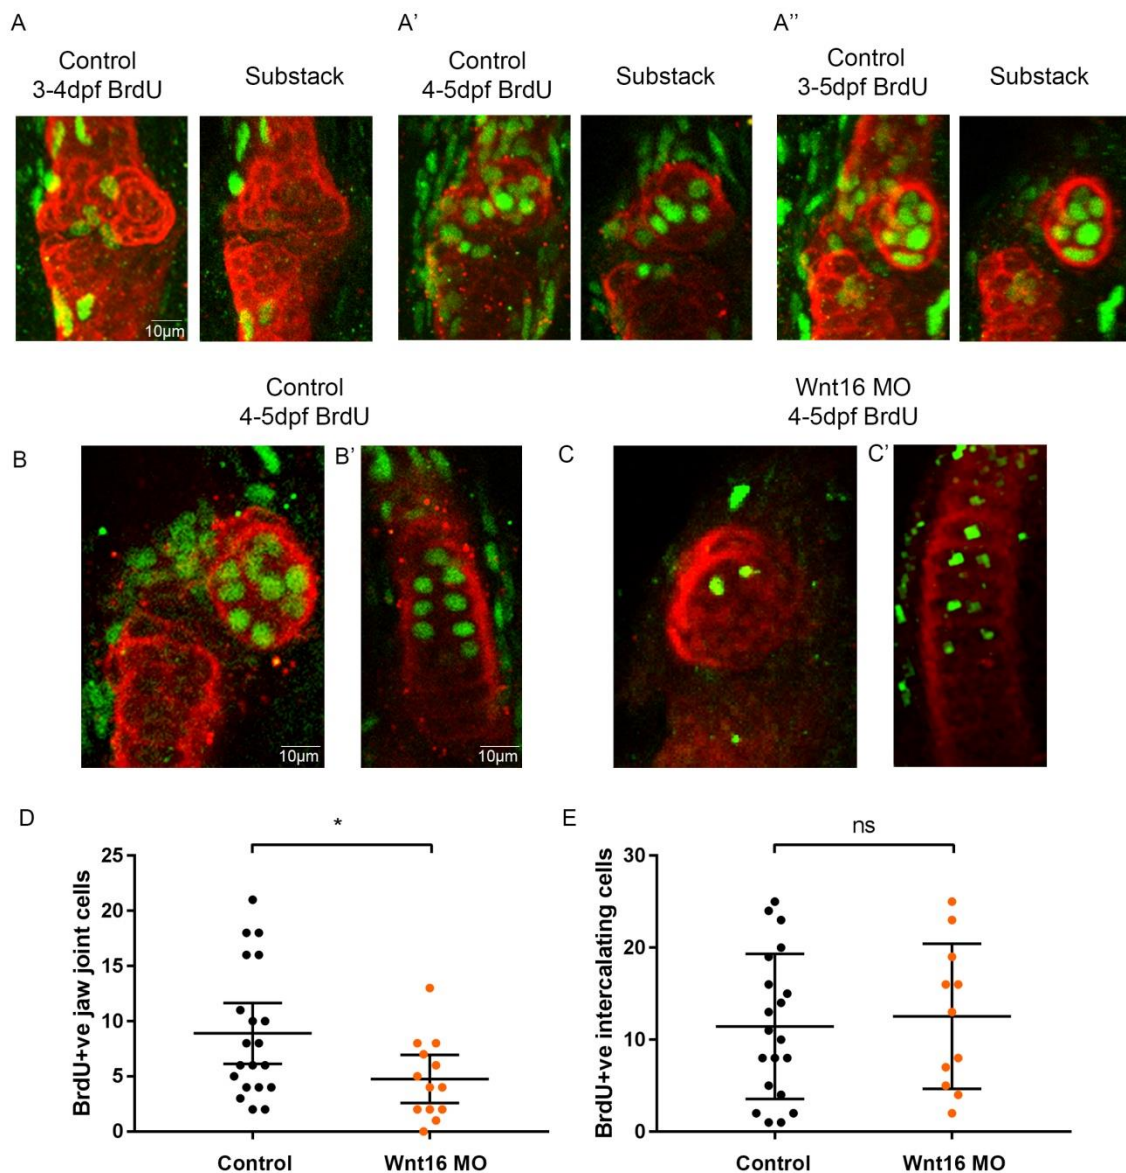 A
A'
A''
Control
3-4dpf BrdU
Substack
Control
4-5dpf BrdU
Substack
Control
3-5dpf BrdU
Substack
10μm
Control
4-5dpf BrdU
Wnt16 MO
4-5dpf BrdU
B
B'
C
C'
10μm
10μm
D
*
BrdU+ve jaw joint cells
25
20
15
10
5
0
Control
Wnt16 MO
E
ns
BrdU+ve intercalating cells
30
20
10
0
Control
Wnt16 MO